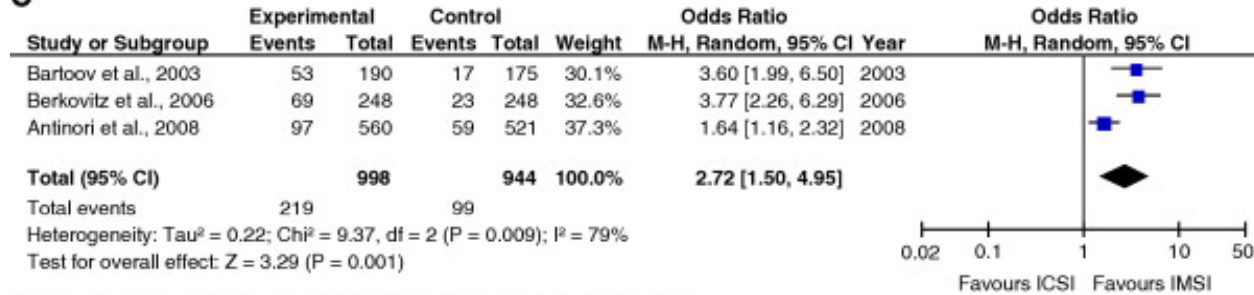 Experimental Control Odds Ratio Odds Ratio
Study or Subgroup Events Total Events Total Weight M-H, Random, 95% CI Year M-H, Random, 95% CI
Bartoov et al., 2003 53 190 17 175 30.1% 3.60 [1.99, 6.50] 2003
Berkovitz et al., 2006 69 248 23 248 32.6% 3.77 [2.26, 6.29] 2006
Antinori et al., 2008 97 560 59 521 37.3% 1.64 [1.16, 2.32] 2008
Total (95% CI) 998 944 100.0% 2.72 [1.50, 4.95]
Total events 219 99
Heterogeneity: Tau² = 0.22; Chi² = 9.37, df = 2 (P = 0.009); I² = 79%
Test for overall effect: Z = 3.29 (P = 0.001)
0.02 0.1 1 10 50
Favours ICSI Favours IMSI